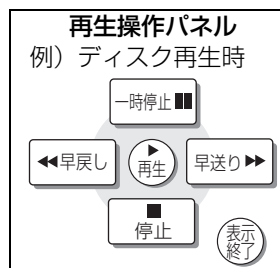 再生操作パネル
例）ディスク再生時
一時停止
早戻し
再生
早送り
停止
表示
終了